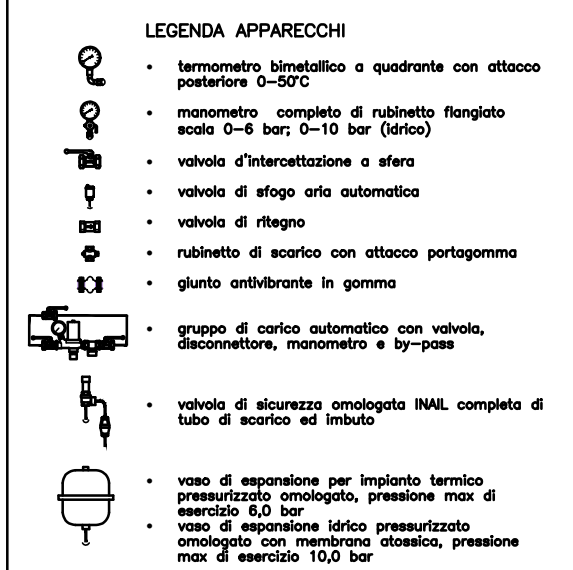 LEGENDA APPARECCHI
• termometro bimetallico a quadrante con attacco
posteriore 0–50°C
• manometro completo di rubinetto flangiato
scala 0–6 bar; 0–10 bar (idrico)
• valvola d'intercettazione a sfera
• valvola di sfogo aria automatica
• valvola di ritegno
• rubinetto di scarico con attacco portagomma
• giunto antivibrante in gomma
• gruppo di carico automatico con valvola,
disconnettore, manometro e by–pass
• valvola di sicurezza omologata INAIL completa di
tubo di scarico ed imbuto
• vaso di espansione per impianto termico
pressurizzato omologato, pressione max di
esercizio 6,0 bar
• vaso di espansione idrico pressurizzato
omologato con membrana atossica, pressione
max di esercizio 10,0 bar